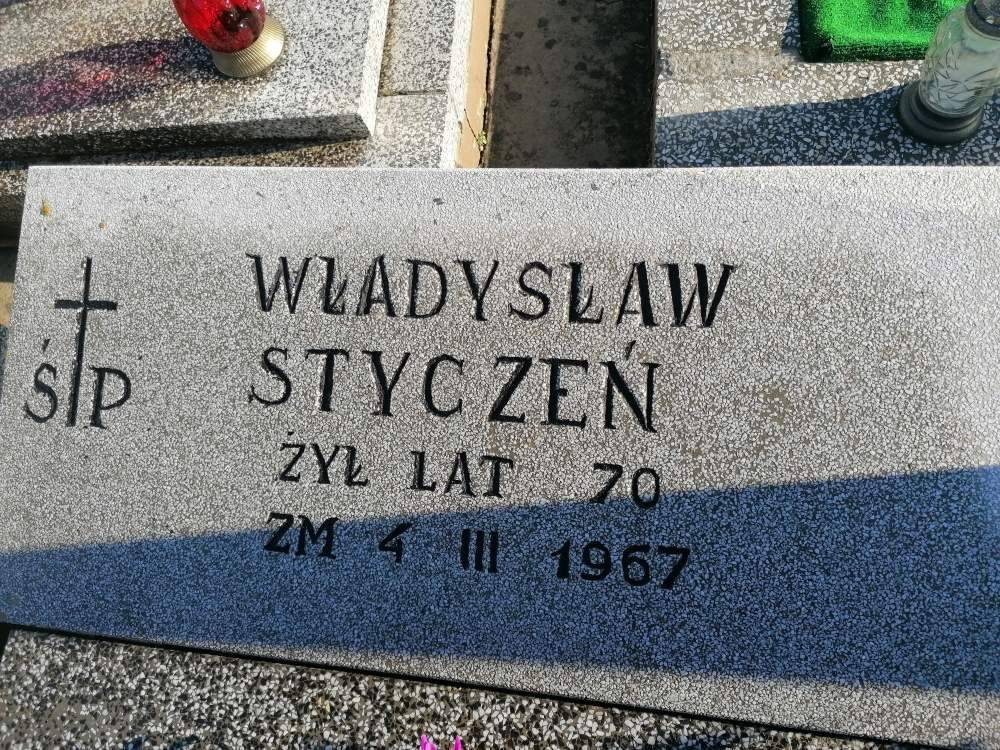 ŚP
WŁADYSŁAW
STYCZEŃ
ŻYŁ LAT 70
ZM 4 III 1967